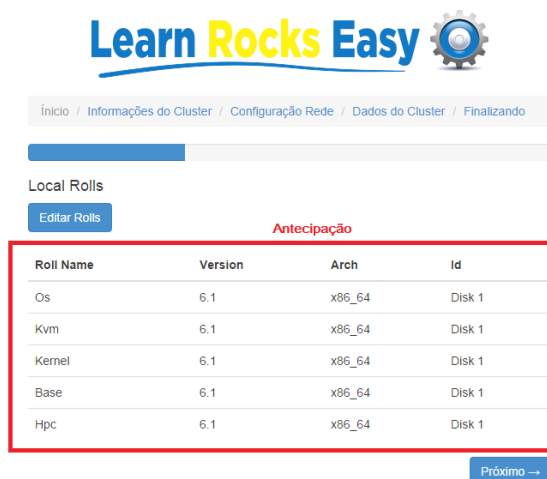 Learn Rocks Easy
Ínicio / Informações do Cluster / Configuração Rede / Dados do Cluster / Finalizando
Local Rolls
Editar Rolls
Antecipação
Roll Name Version Arch Id
Os 6.1 x86_64 Disk 1
Kvm 6.1 x86_64 Disk 1
Kernel 6.1 x86_64 Disk 1
Base 6.1 x86_64 Disk 1
Hpc 6.1 x86_64 Disk 1
Próximo →